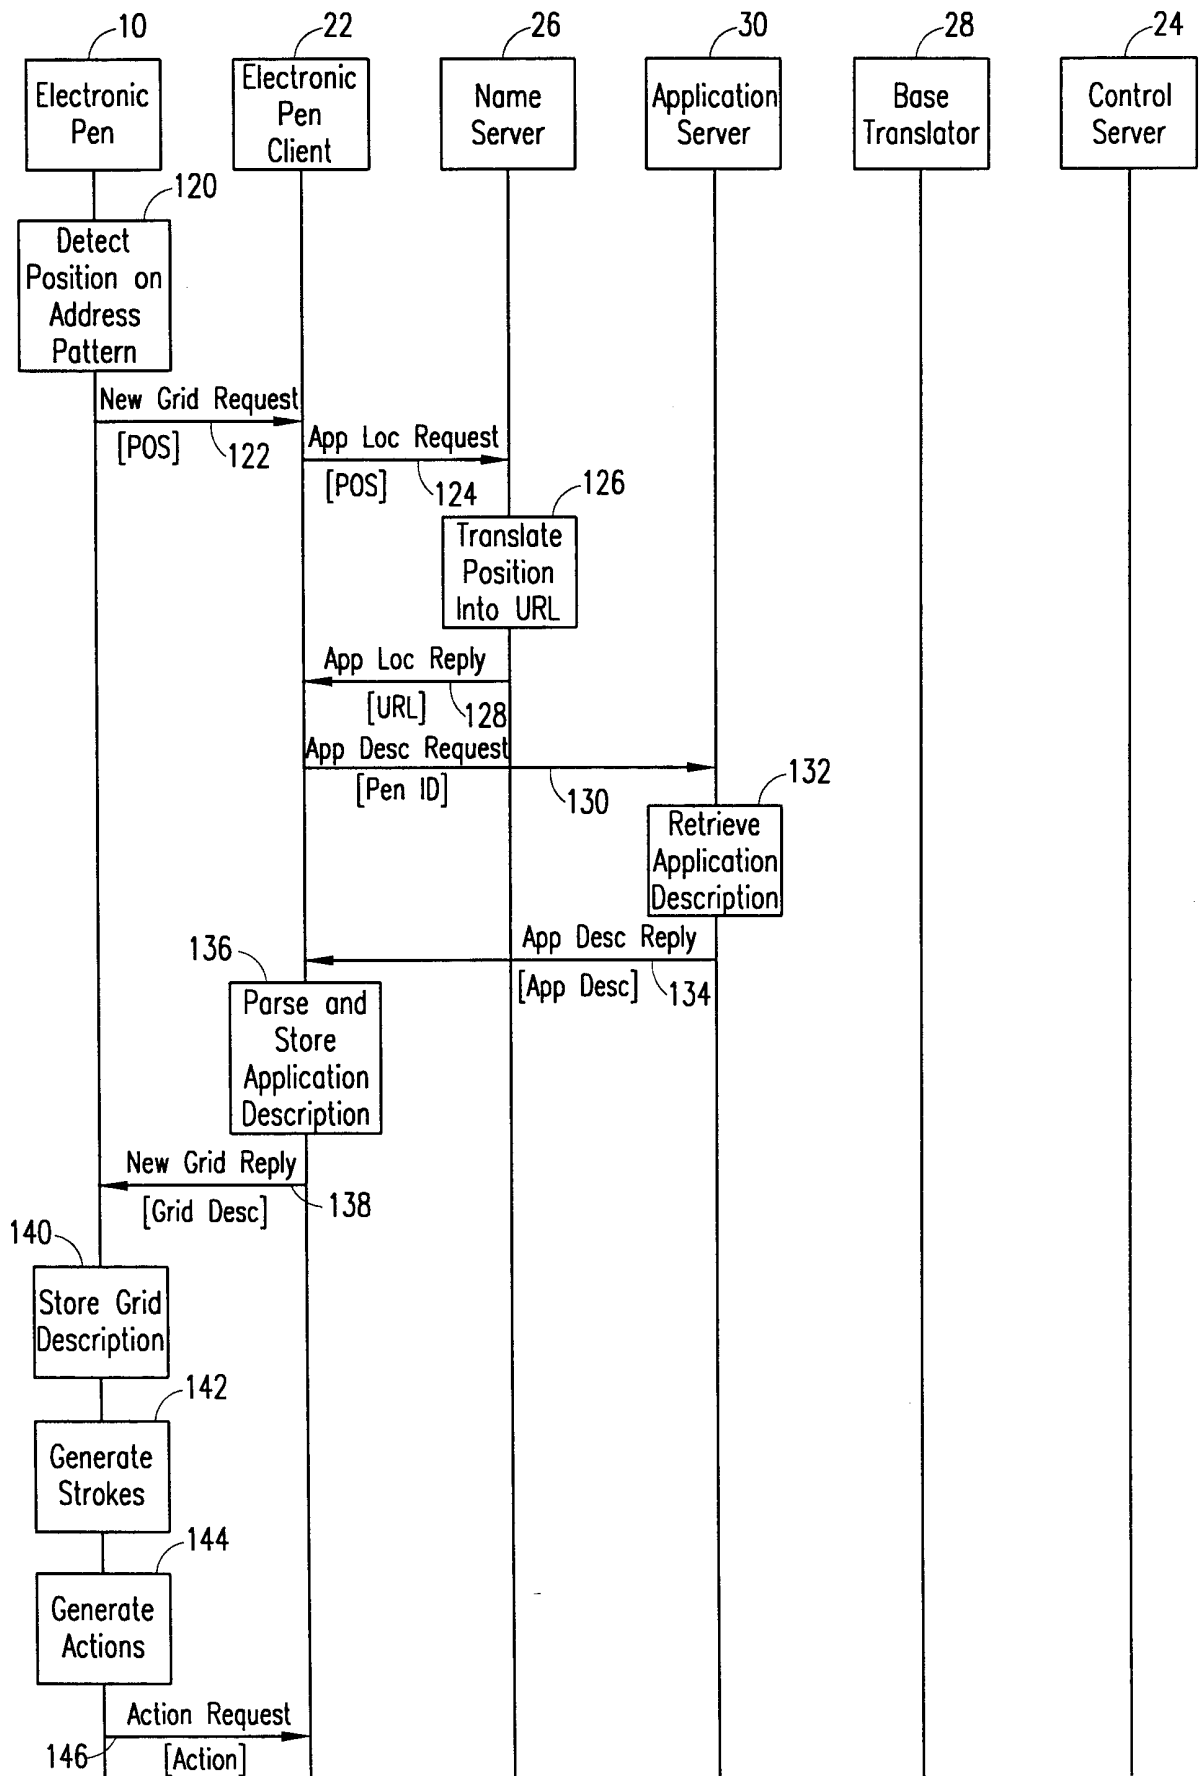 10
22
26
30
28
24
Electronic
Pen
Electronic
Pen
Client
Name
Server
Application
Server
Base
Translator
Control
Server
120
Detect
Position on
Address
Pattern
New Grid Request
[POS]
122
App Loc Request
[POS]
124
126
Translate
Position
Into URL
App Loc Reply
[URL]
128
App Desc Request
[Pen ID]
130
132
Retrieve
Application
Description
App Desc Reply
[App Desc]
134
136
Parse and
Store
Application
Description
New Grid Reply
[Grid Desc]
138
140
Store Grid
Description
142
Generate
Strokes
144
Generate
Actions
Action Request
146
[Action]